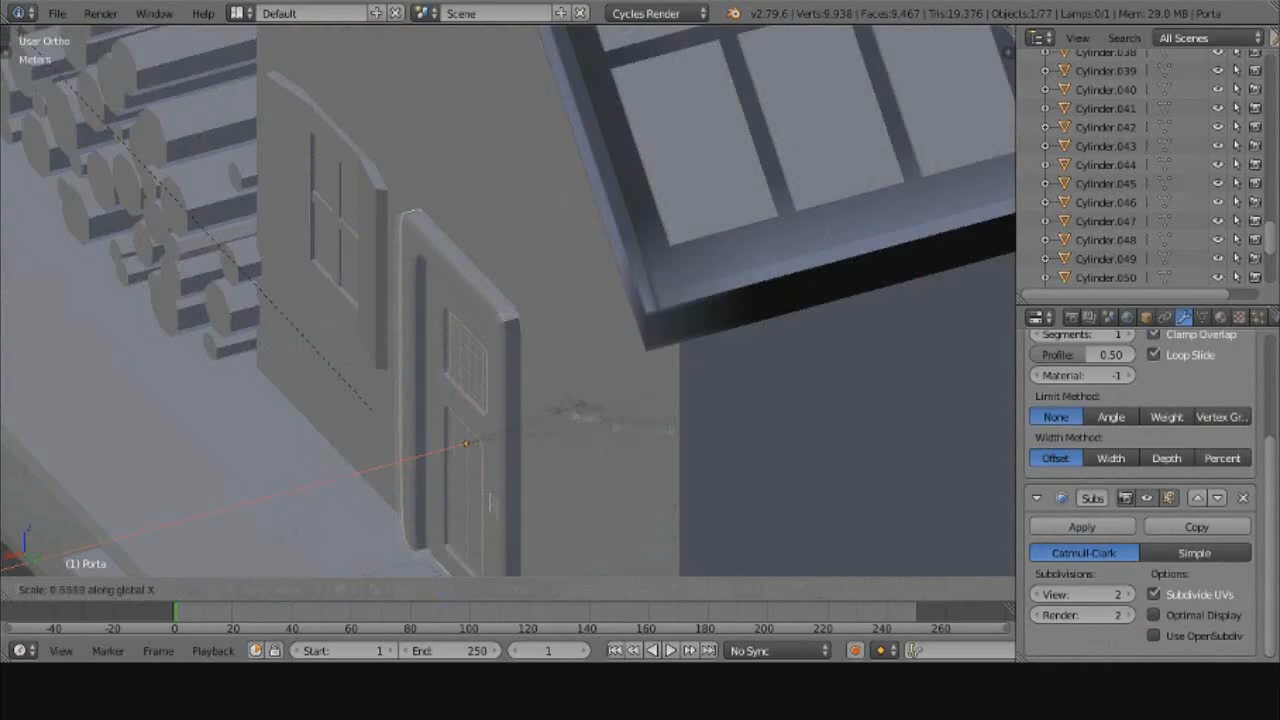 File Render Window Help Default Scene Cycles Render v2.79.6 | Verts:9,938 | Faces:9,467 | Tris:19,376 | Objects:1/77 | Lamps:0/1 | Mem: 28.0 MB | Porta
User Ortho
Meters
View Search All Scenes
Cylinder.038
Cylinder.039
Cylinder.040
Cylinder.041
Cylinder.042
Cylinder.043
Cylinder.044
Cylinder.045
Cylinder.046
Cylinder.047
Cylinder.048
Cylinder.049
Cylinder.050
Segments: 1 Clamp Overlap
Profile: 0.50 Loop Slide
Material: -1
Limit Method:
None Angle Weight Vertex Gr..
Width Method:
Offset Width Depth Percent
Subs
Apply Copy
Catmull-Clark Simple
Subdivisions: Options:
View: 2 Subdivide UVs
Render: 2 Optimal Display
Use OpenSubdiv
z
(1) Porta
along global X
-40 -20 0 20 40 60 80 100 120 140 160 180 200 220 240 260
View Marker Frame Playback Start: 1 End: 250 1 No Sync